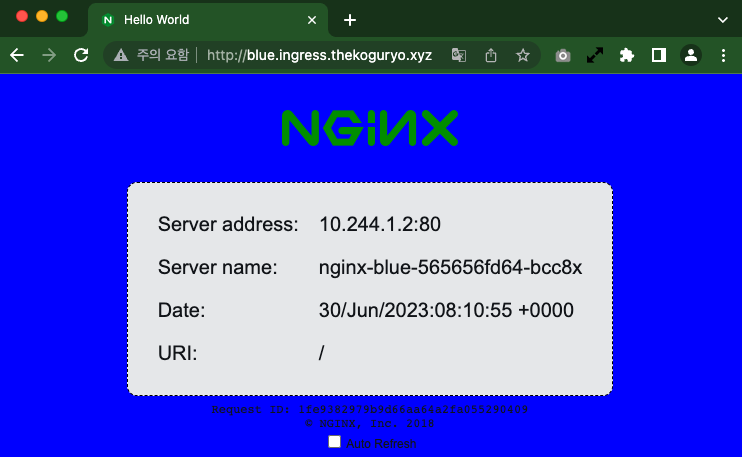 Hello World
주의 요함 http://blue.ingress.thekoguryo.xyz
NGINX
Server address: 10.244.1.2:80
Server name: nginx-blue-565656fd64-bcc8x
Date: 30/Jun/2023:08:10:55 +0000
URI: /
Request ID:
© NGINX, Inc. 2018
Auto Refresh